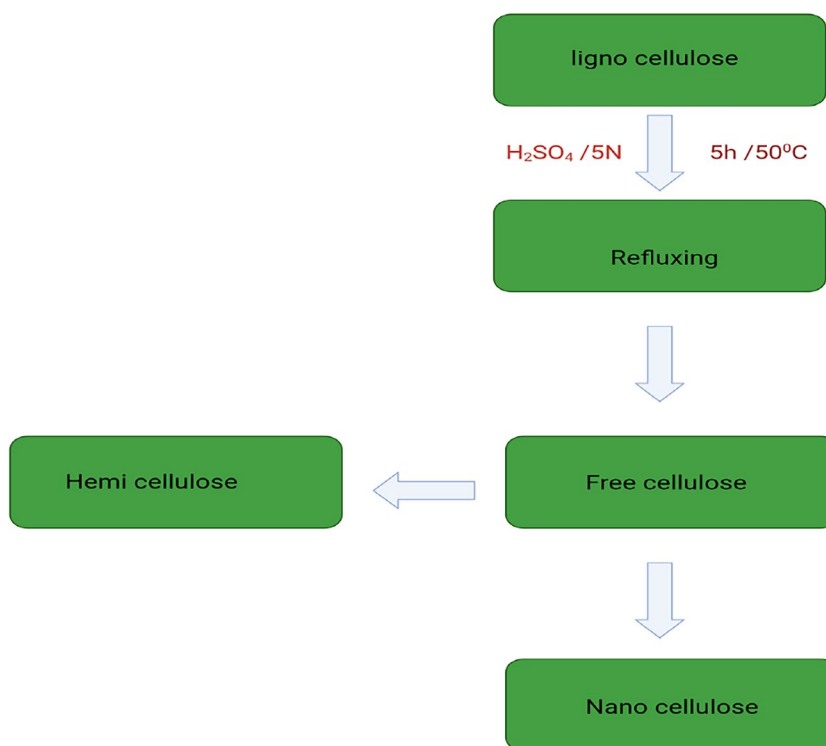 ligno cellulose
H₂SO₄ /5N 5h /50⁰C
Refluxing
Hemi cellulose
Free cellulose
Nano cellulose